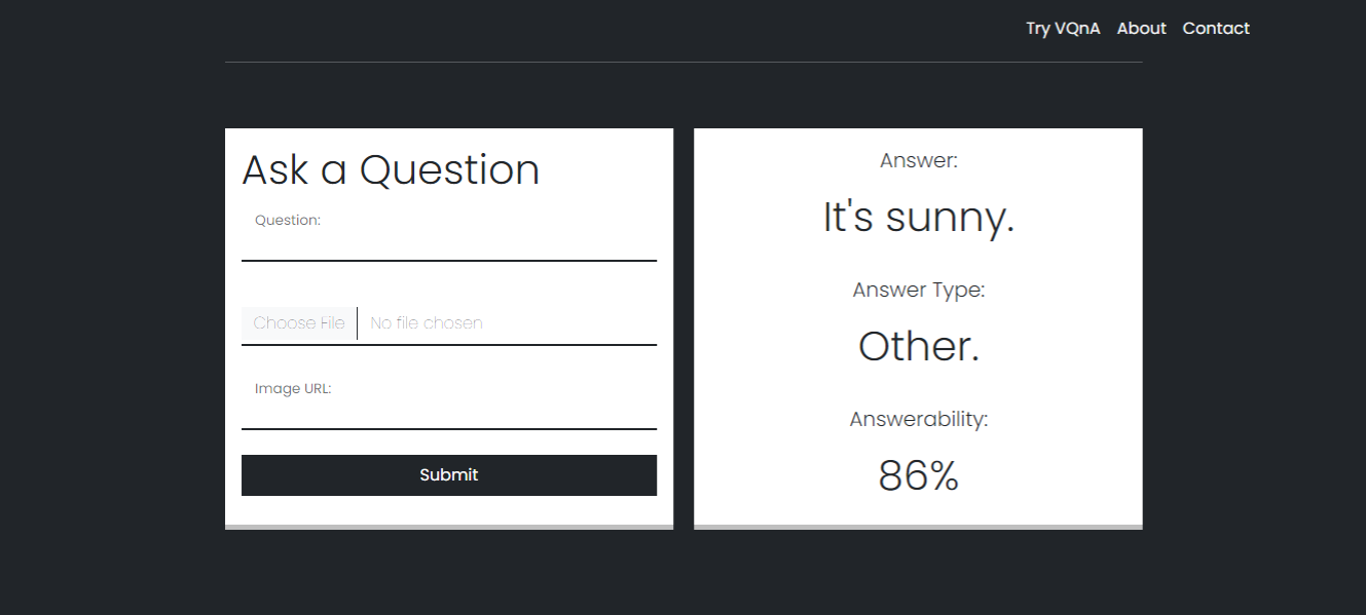 Try VQnA About Contact
Ask a Question
Question:
Choose File No file chosen
Image URL:
Submit
Answer:
It's sunny.
Answer Type:
Other.
Answerability:
86%